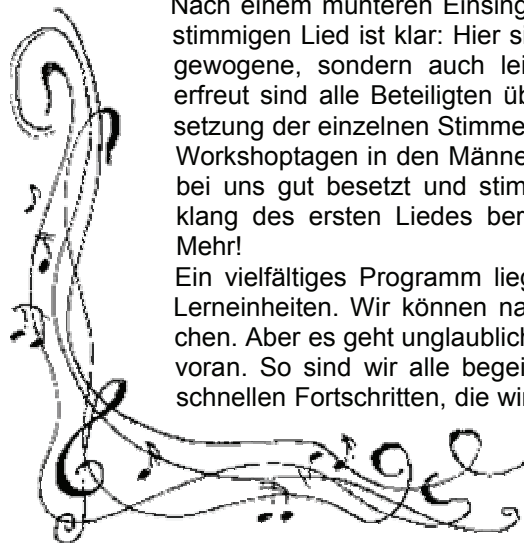 Nach einem munteren Einsing
stimmigen Lied ist klar: Hier s
gewogene, sondern auch lei
erfreut sind alle Beteiligten üb
setzung der einzelnen Stimme
Workshoptagen in den Männe
bei uns gut besetzt und stim
klang des ersten Liedes ber
Mehr!
Ein vielfältiges Programm lieg
Lerneinheiten. Wir können na
chen. Aber es geht unglaublich
voran. So sind wir alle begei
schnellen Fortschritten, die wir